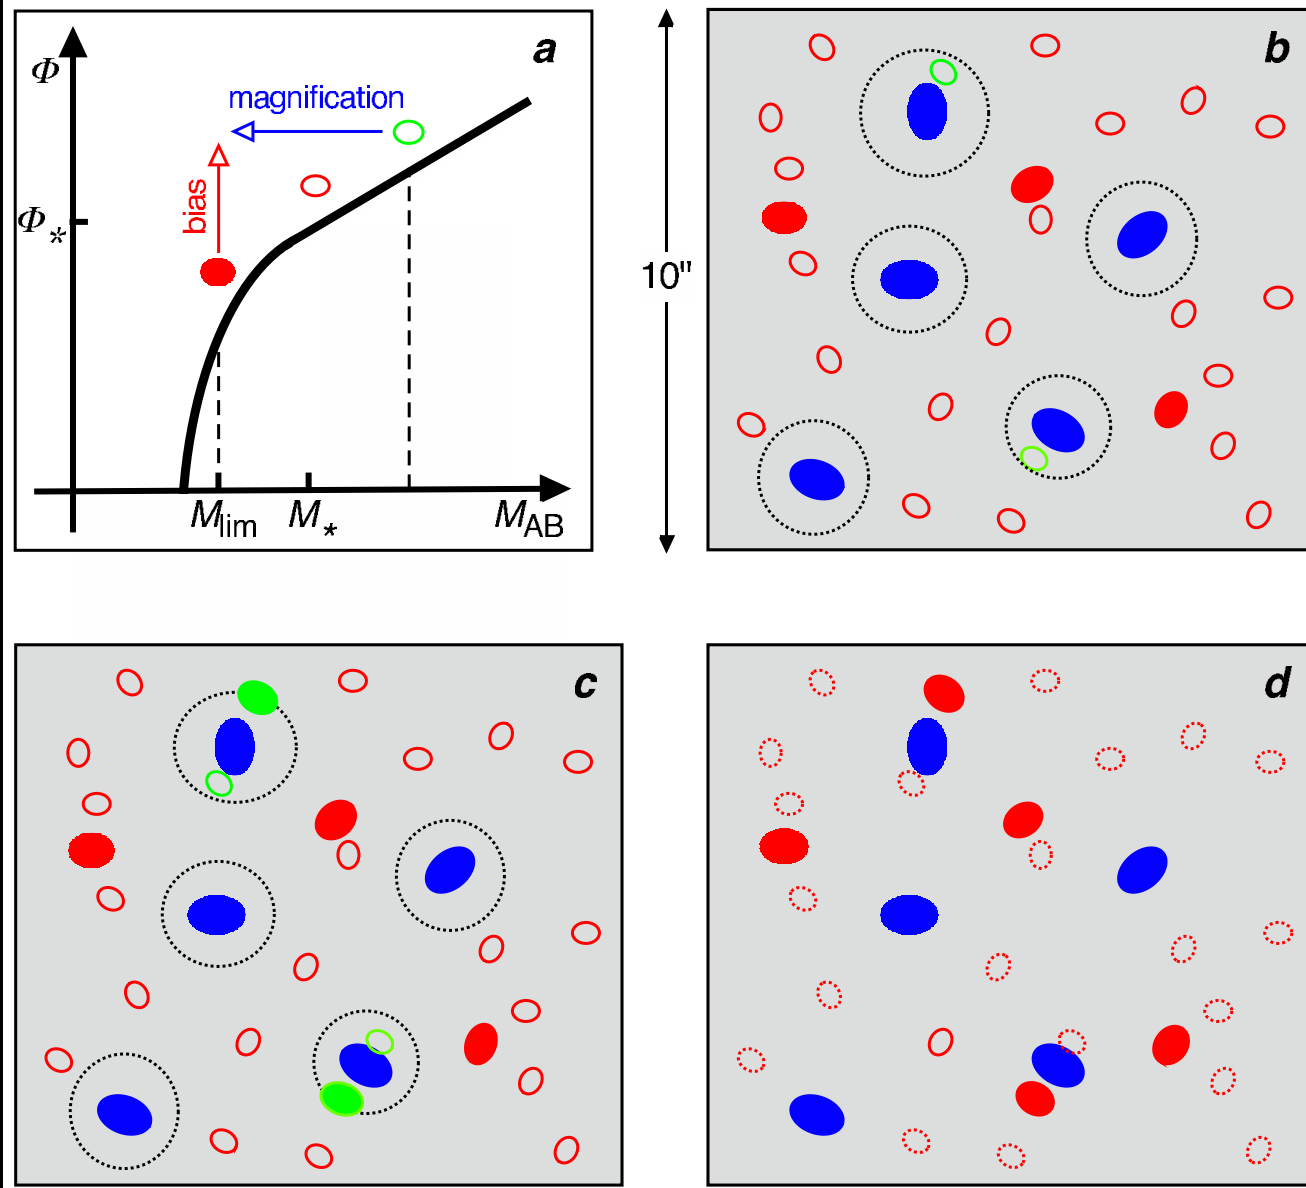 a
Φ
magnification
bias
Φ*
Mlim
M*
MAB
10"
b
c
d